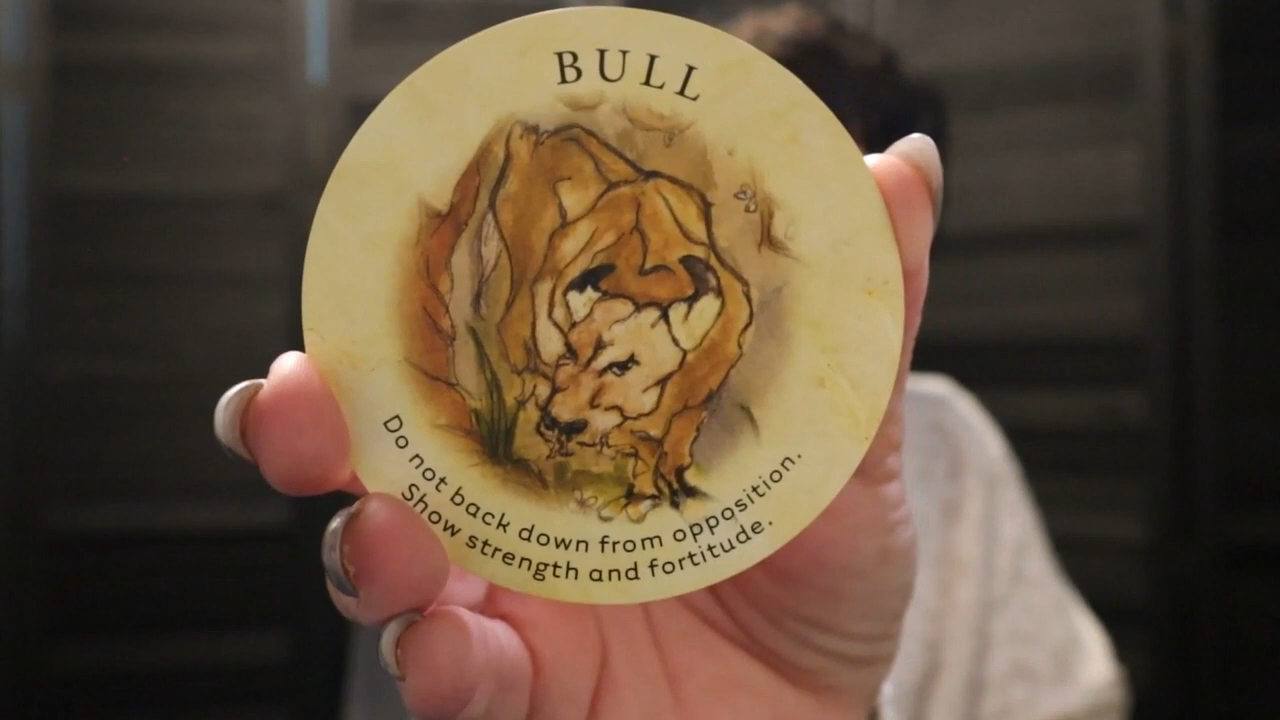 BULL
Do not back down from opposition.
Show strength and fortitude.